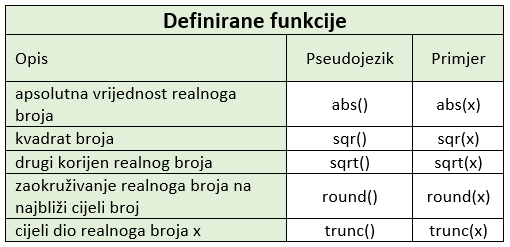 Definirane funkcije
Opis Pseudojezik Primjer
apsolutna vrijednost realnoga
broja abs() abs(x)
kvadrat broja sqr() sqr(x)
drugi korijen realnog broja sqrt() sqrt(x)
zaokruživanje realnoga broja na
najbliži cijeli broj round() round(x)
cijeli dio realnoga broja x trunc() trunc(x)